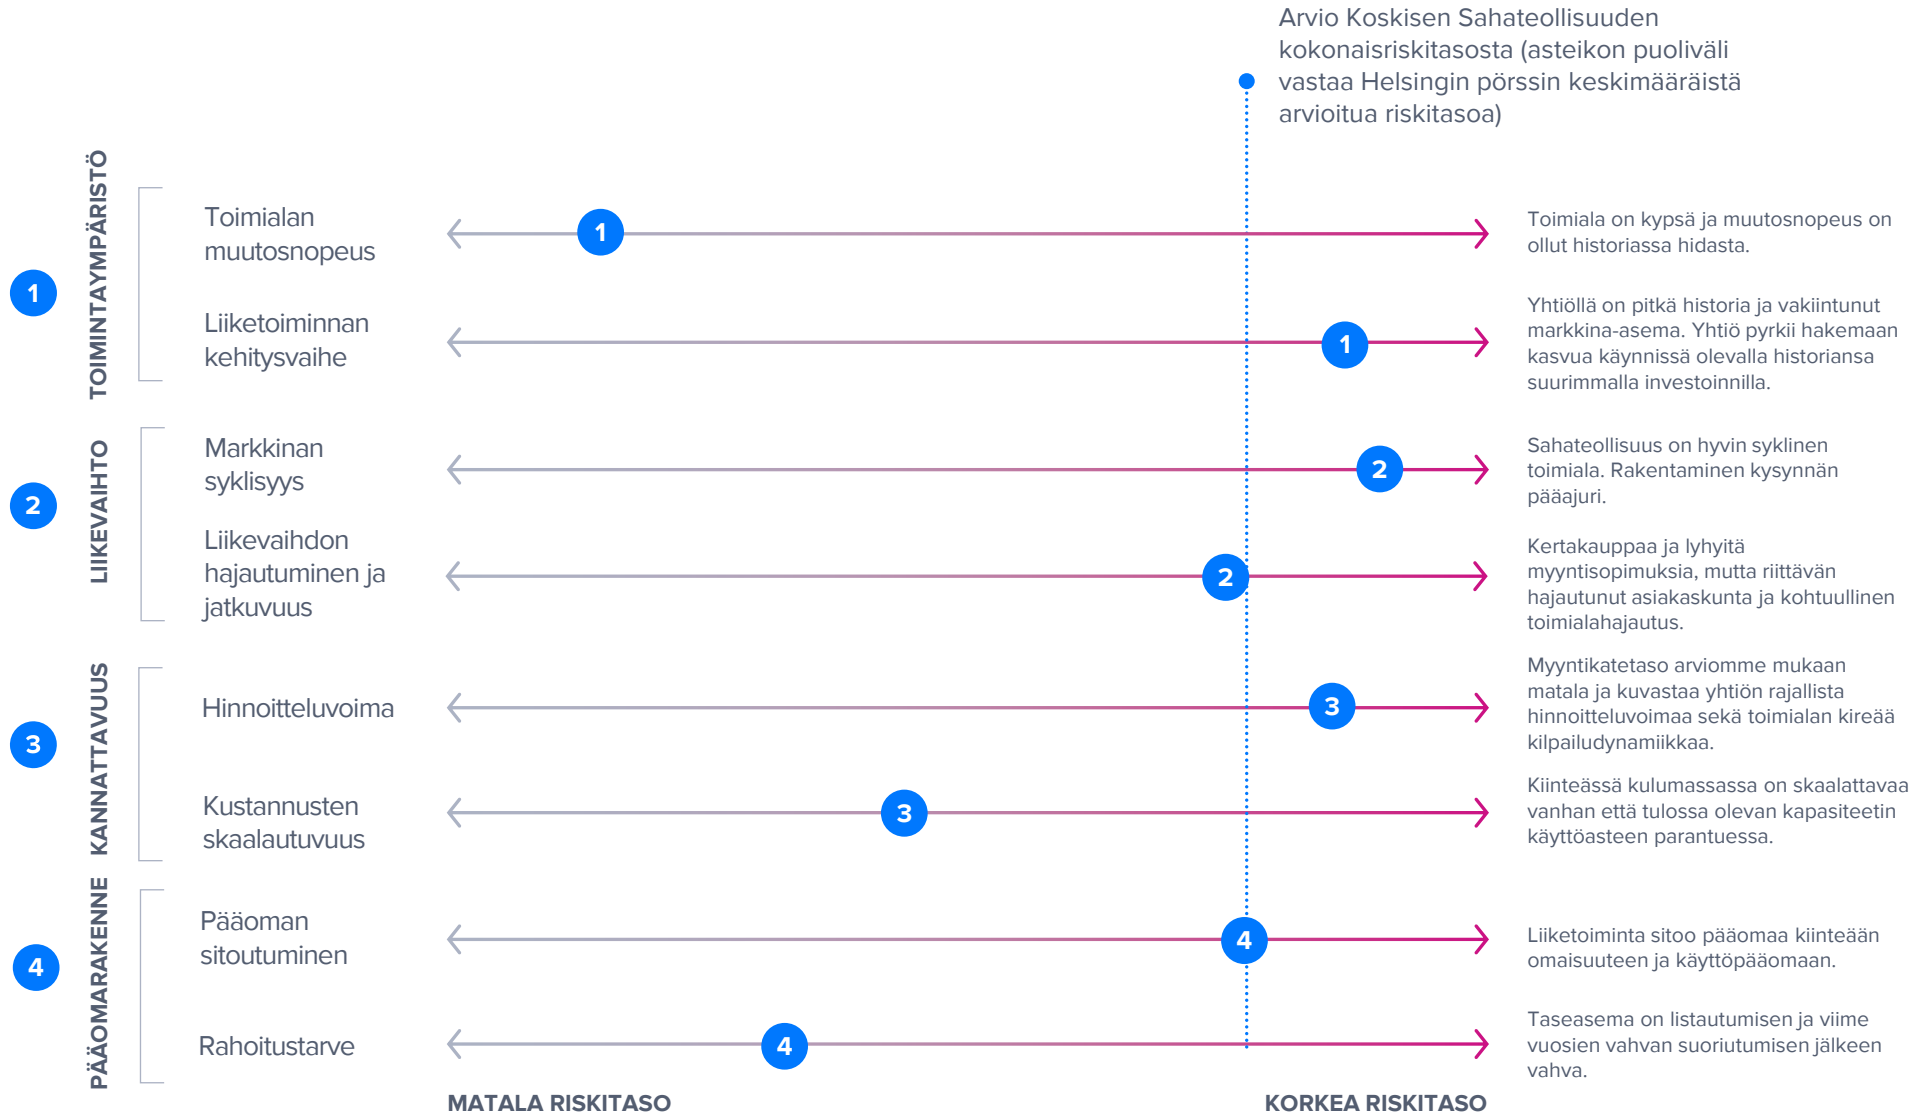 Arvio Koskisen Sahateollisuuden
kokonaisriskitasosta (asteikon puoliväli
vastaa Helsingin pörssin keskimääräistä
arvioitua riskitasoa)
1
TOIMINTAYMPÄRISTÖ
Toimialan
muutosnopeus
1
Toimiala on kypsä ja muutosnopeus on
ollut historiassa hidasta.
Liiketoiminnan
kehitysvaihe
1
Yhtiöllä on pitkä historia ja vakiintunut
markkina-asema. Yhtiö pyrkii hakemaan
kasvua käynnissä olevalla historiansa
suurimmalla investoinnilla.
2
LIIKEVAIHTO
Markkinan
syklisyys
2
Sahateollisuus on hyvin syklinen
toimiala. Rakentaminen kysynnän
pääajuri.
Liikevaihdon
hajautuminen ja
jatkuvuus
2
Kertakauppaa ja lyhyitä
myyntisopimuksia, mutta riittävän
hajautunut asiakaskunta ja kohtuullinen
toimialahajautus.
3
KANNATTAVUUS
Hinnoitteluvoima
3
Myyntikatetaso arviomme mukaan
matala ja kuvastaa yhtiön rajallista
hinnoitteluvoimaa sekä toimialan kireää
kilpailudynamiikkaa.
Kustannusten
skaalautuvuus
3
Kiinteässä kulumassassa on skaalattavaa
vanhan että tulossa olevan kapasiteetin
käyttöasteen parantuessa.
4
PÄÄOMARAKENNE
Pääoman
sitoutuminen
4
Liiketoiminta sitoo pääomaa kiinteään
omaisuuteen ja käyttöpääomaan.
Rahoitustarve
4
Taseasema on listautumisen ja viime
vuosien vahvan suoriutumisen jälkeen
vahva.
MATALA RISKITASO
KORKEA RISKITASO